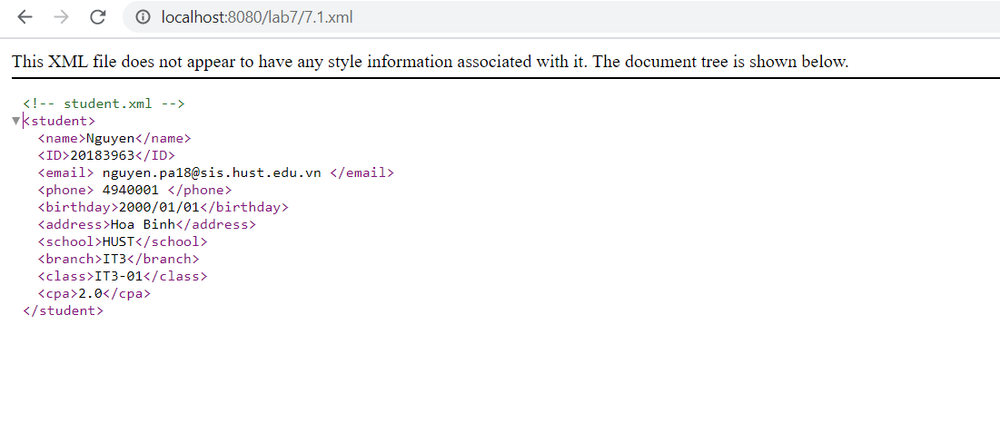 localhost:8080/lab7/7.1.xml
This XML file does not appear to have any style information associated with it. The document tree is shown below.
<!-- student.xml -->
<student>
<name>Nguyen</name>
<ID>20183963</ID>
<email> nguyen.pa18@sis.hust.edu.vn </email>
<phone> 4940001 </phone>
<birthday>2000/01/01</birthday>
<address>Hoa Binh</address>
<school>HUST</school>
<branch>IT3</branch>
<class>IT3-01</class>
<cpa>2.0</cpa>
</student>